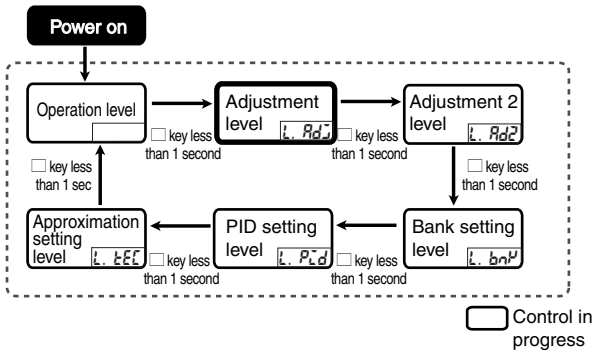 Power on
Operation level
Adjustment
level
L. AdJ
Adjustment 2
level
L. Ad2
key less
than 1 second
key less
than 1 second
key less
than 1 sec
key less
than 1 second
Approximation
setting
level
L. tEC
PID setting
level
L. PId
Bank setting
level
L. bnK
key less
than 1 second
key less
than 1 second
Control in
progress